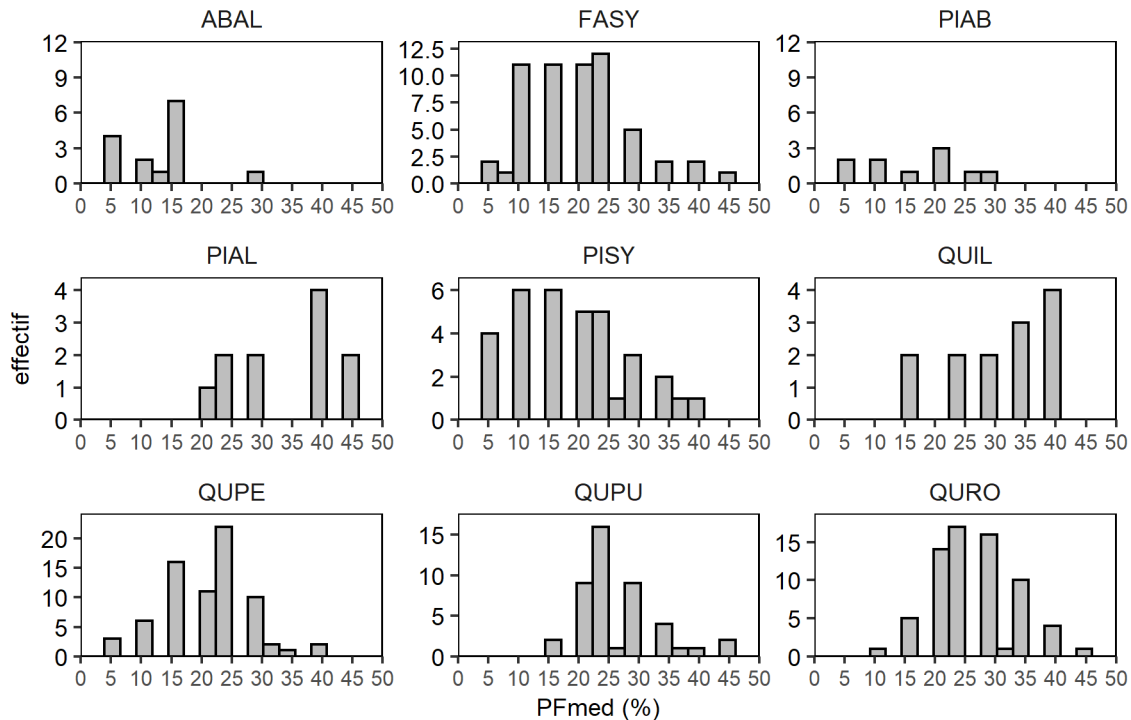 ABAL FASY PIAB
12 9 6 3 0
12.5 10.0 7.5 5.0 2.5 0.0
12 9 6 3 0
0 5 10 15 20 25 30 35 40 45 50
0 5 10 15 20 25 30 35 40 45 50
0 5 10 15 20 25 30 35 40 45 50
effectif
PIAL PISY QUIL
4 3 2 1 0
6 4 2 0
4 3 2 1 0
0 5 10 15 20 25 30 35 40 45 50
0 5 10 15 20 25 30 35 40 45 50
0 5 10 15 20 25 30 35 40 45 50
QUPE QUPU QURO
20 15 10 5 0
15 10 5 0
15 10 5 0
0 5 10 15 20 25 30 35 40 45 50
0 5 10 15 20 25 30 35 40 45 50
0 5 10 15 20 25 30 35 40 45 50
PFmed (%)